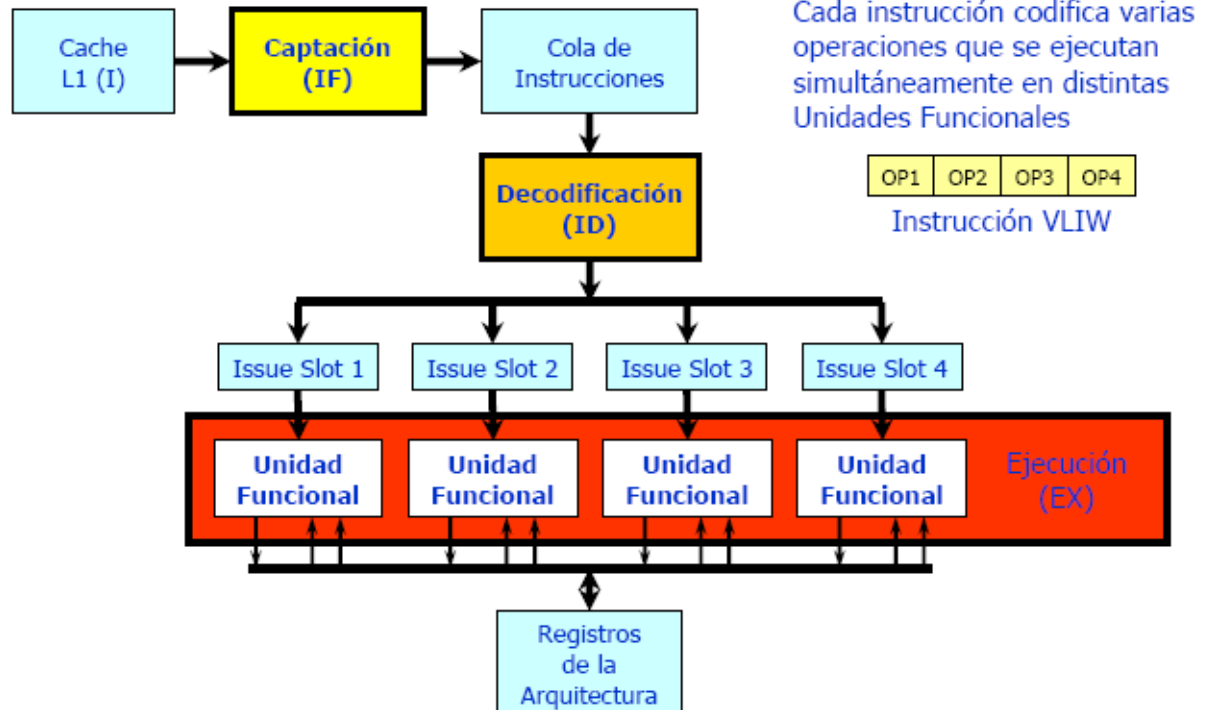 Cache
L1 (I)
Captación
(IF)
Cola de
Instrucciones
Cada instrucción codifica varias
operaciones que se ejecutan
simultáneamente en distintas
Unidades Funcionales
OP1 OP2 OP3 OP4
Instrucción VLIW
Decodificación
(ID)
Issue Slot 1
Issue Slot 2
Issue Slot 3
Issue Slot 4
Unidad
Funcional
Unidad
Funcional
Unidad
Funcional
Unidad
Funcional
Ejecución
(EX)
Registros
de la
Arquitectura